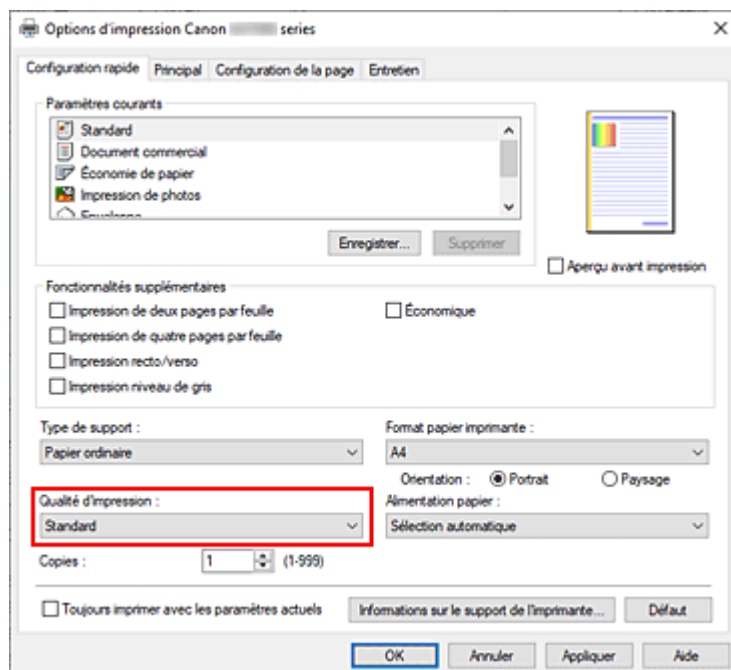 Options d'impression Canon series
Configuration rapide Principal Configuration de la page Entretien
Paramètres courants
Standard
Document commercial
Économie de papier
Impression de photos
Enregistrer... Supprimer
Aperçu avant impression
Fonctionnalités supplémentaires
Impression de deux pages par feuille Économique
Impression de quatre pages par feuille
Impression recto/verso
Impression niveau de gris
Type de support : Format papier imprimante :
Papier ordinaire A4
Orientation : Portrait Paysage
Qualité d'impression : Alimentation papier :
Standard Sélection automatique
Copies : 1 (1-999)
Toujours imprimer avec les paramètres actuels Informations sur le support de l'imprimante... Défaut
OK Annuler Appliquer Aide